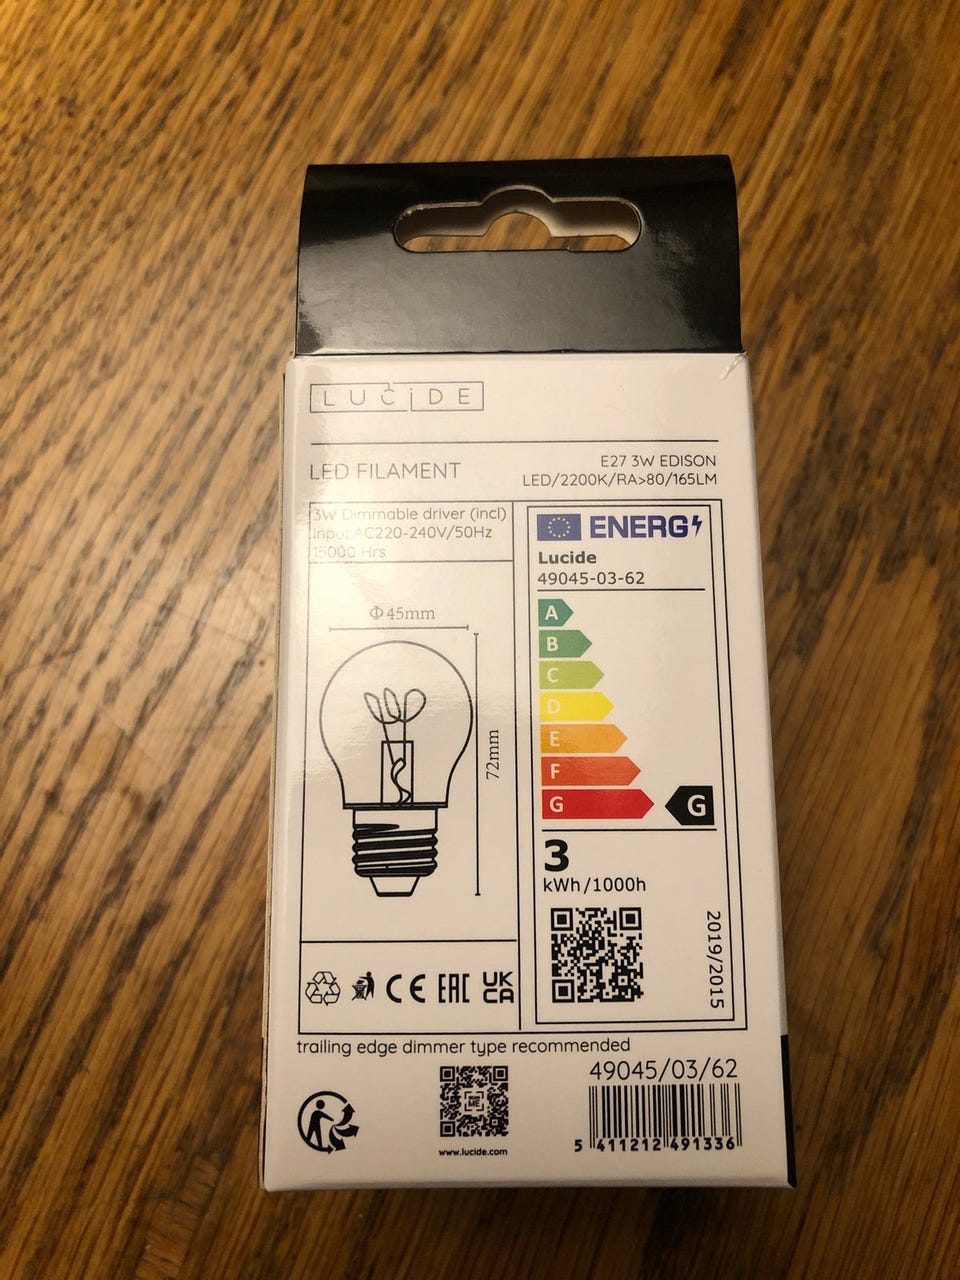 LUCiDE
LED FILAMENT
E27 3W EDISON
LED/2200K/RA>80/165LM
3W Dimmable driver (incl)
Input AC220-240V/50Hz
15000 Hrs
Φ45mm
72mm
ENERG
Lucide
49045-03-62
A
B
C
D
E
F
G
G
3
kWh/1000h
2019/2015
CE EAC UKCA
trailing edge dimmer type recommended
ME
www.lucide.com
49045/03/62
5 411212 491336